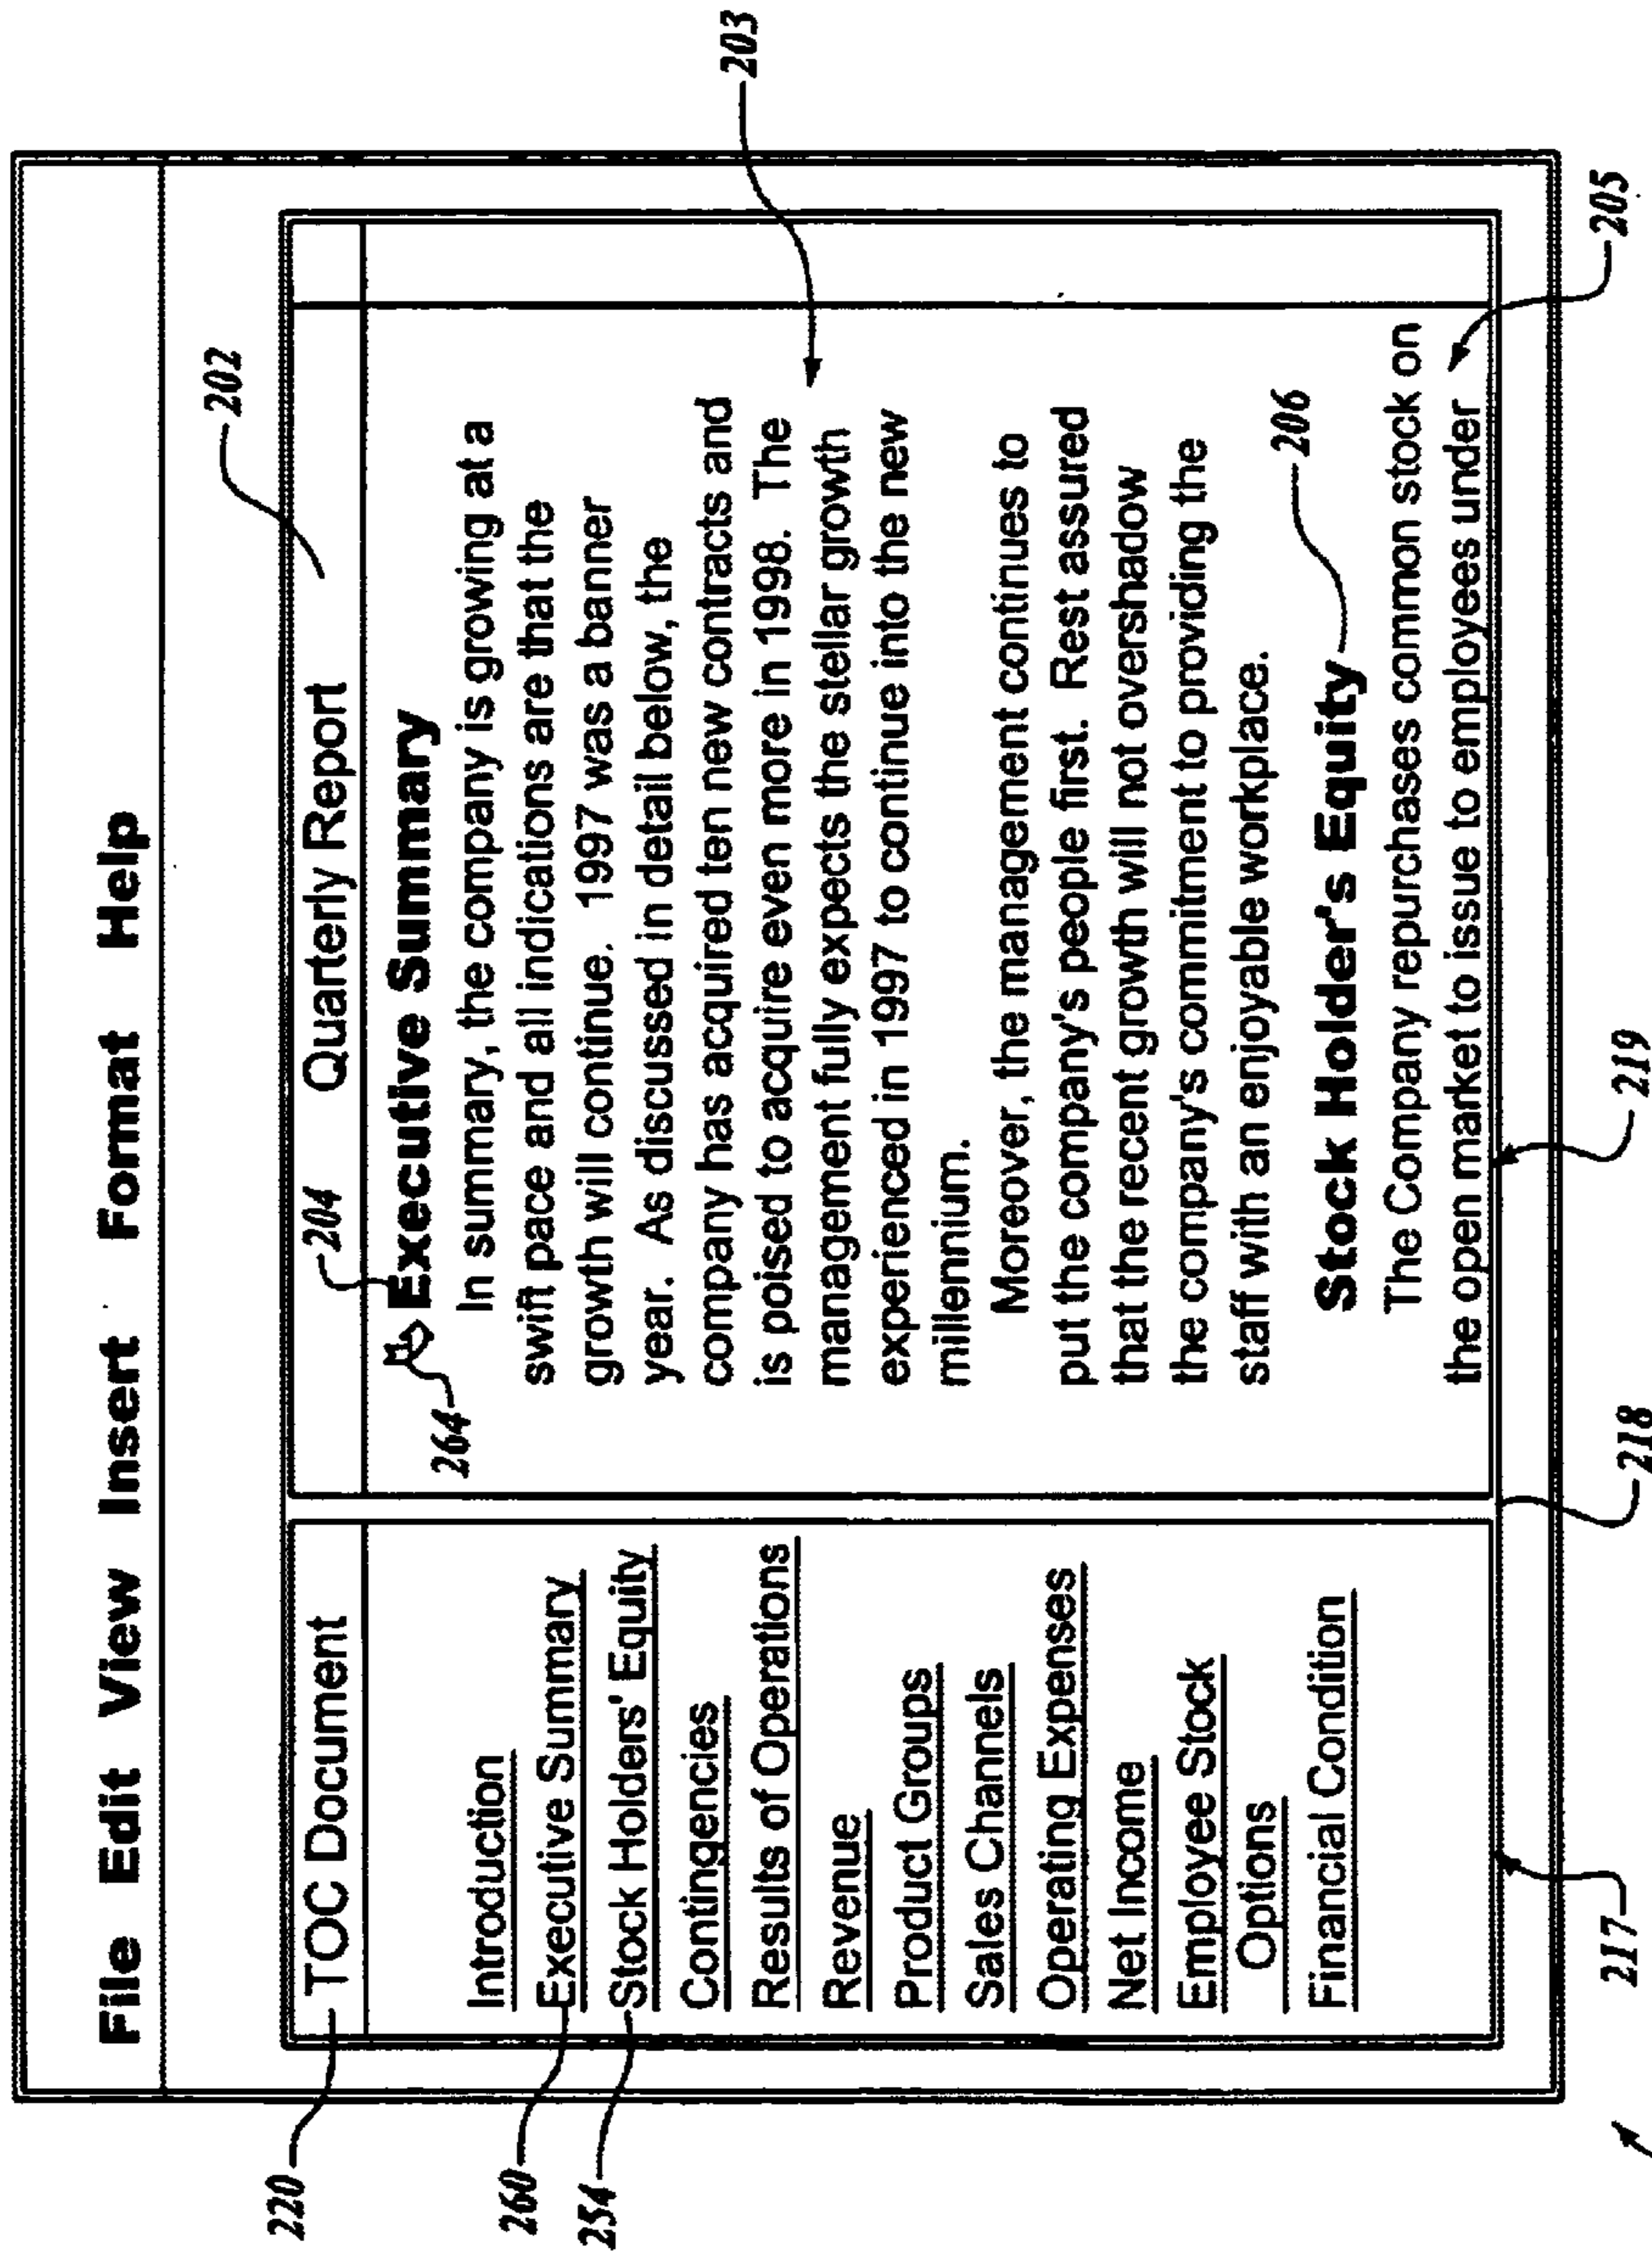 File Edit View Insert Format Help
202
220
TOC Document
204
Quarterly Report
260
254
Introduction
Executive Summary
Stock Holders' Equity
Contingencies
Results of Operations
Revenue
Product Groups
Sales Channels
Operating Expenses
Net Income
Employee Stock
Options
Financial Condition
264
Executive Summary
In summary, the company is growing at a
swift pace and all indications are that the
growth will continue. 1997 was a banner
year. As discussed in detail below, the
company has acquired ten new contracts and
is poised to acquire even more in 1998. The
management fully expects the stellar growth
experienced in 1997 to continue into the new
millennium.
203
Moreover, the management continues to
put the company's people first. Rest assured
that the recent growth will not overshadow
the company's commitment to providing the
staff with an enjoyable workplace.
Stock Holder's Equity
206
The Company repurchases common stock on
the open market to issue to employees under
217
218
219
205